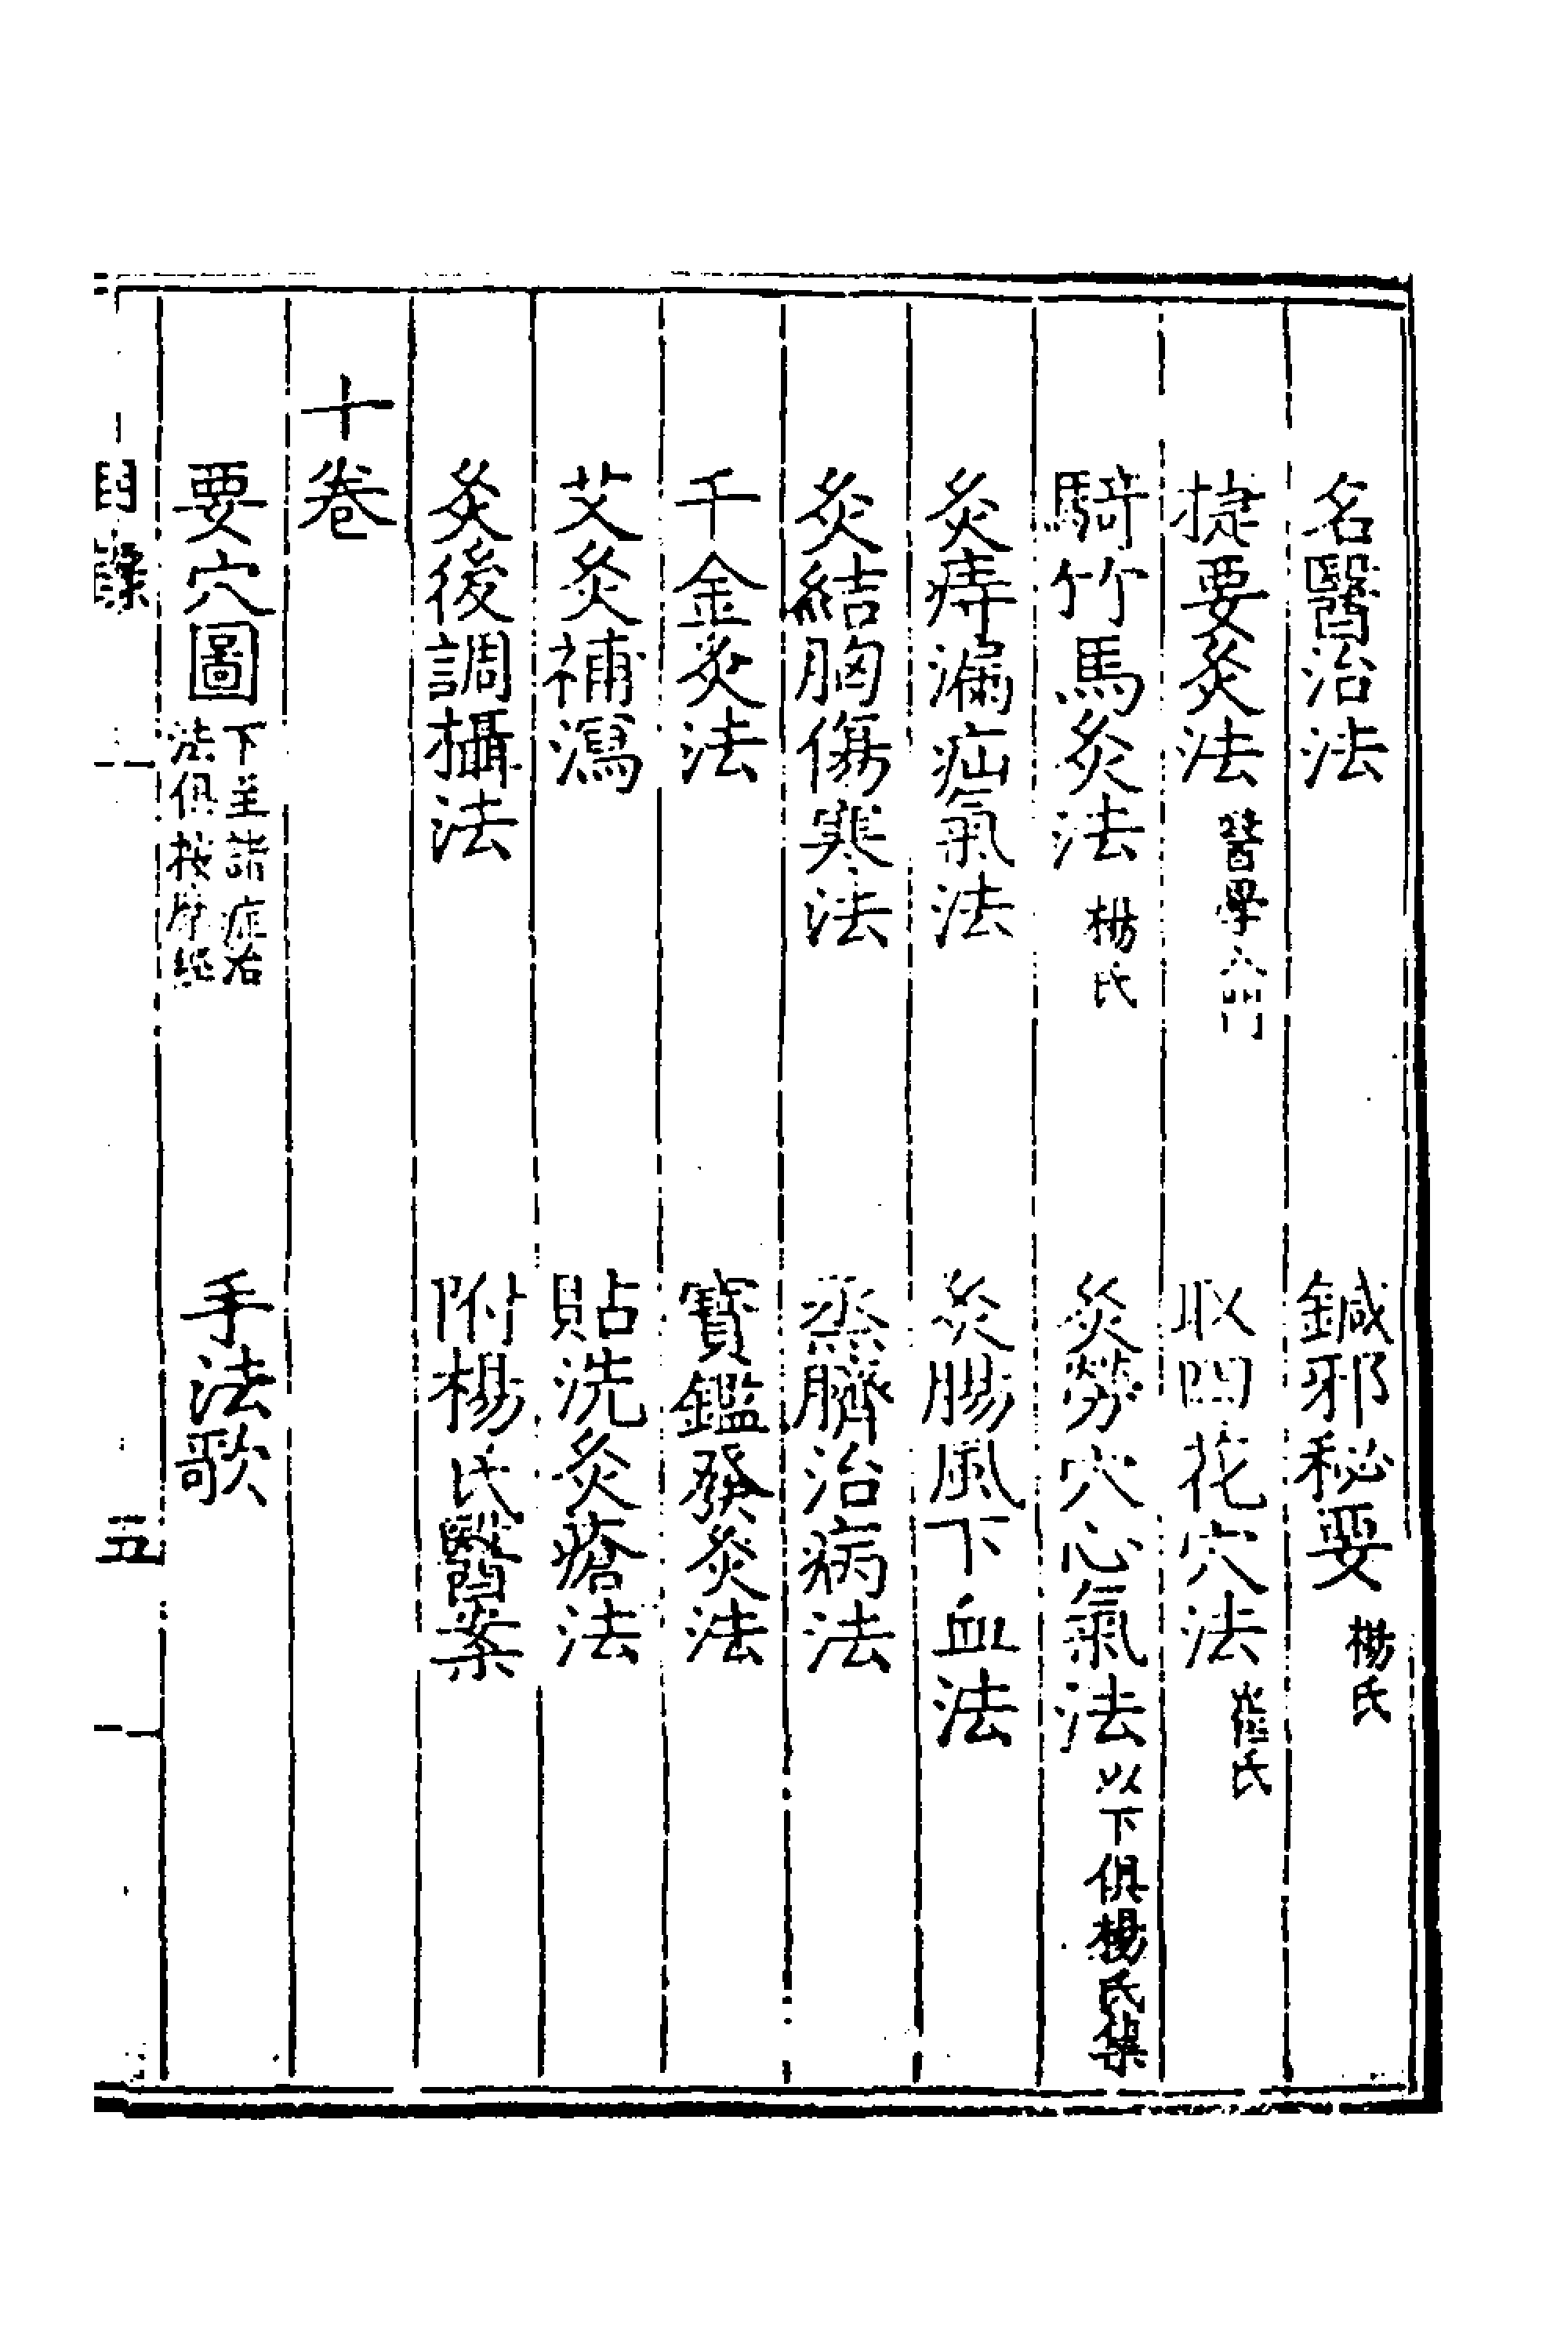 名醫治法　鍼邪秘要 楊氏
捷要灸法 醫學入門　取四花穴法 崔氏
騎竹馬灸法 楊氏　灸勞穴心氣法 以下俱楊氏集
灸痔漏疝氣法　灸腸風下血法
灸結胸傷寒法　蒸臍治病法
千金灸法　寶鑑發灸法
艾灸補瀉　貼洗灸瘡法
灸後調攝法　附楊氏醫案
十卷
要穴圖 下至諸症治法俱按摩經　手法歌
目錄　五